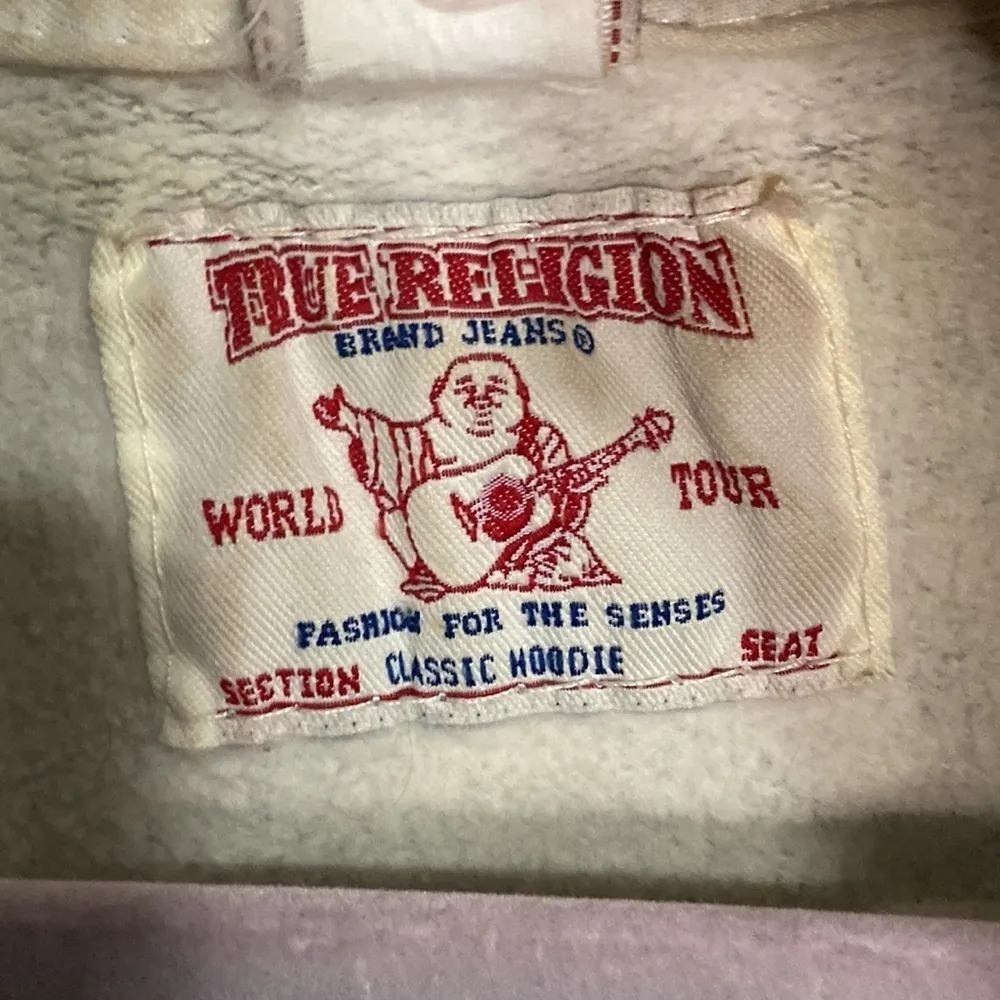 TRUE RELIGION
BRAND JEANS®
WORLD TOUR
FASHION FOR THE SENSES
SECTION CLASSIC HOODIE SEAT